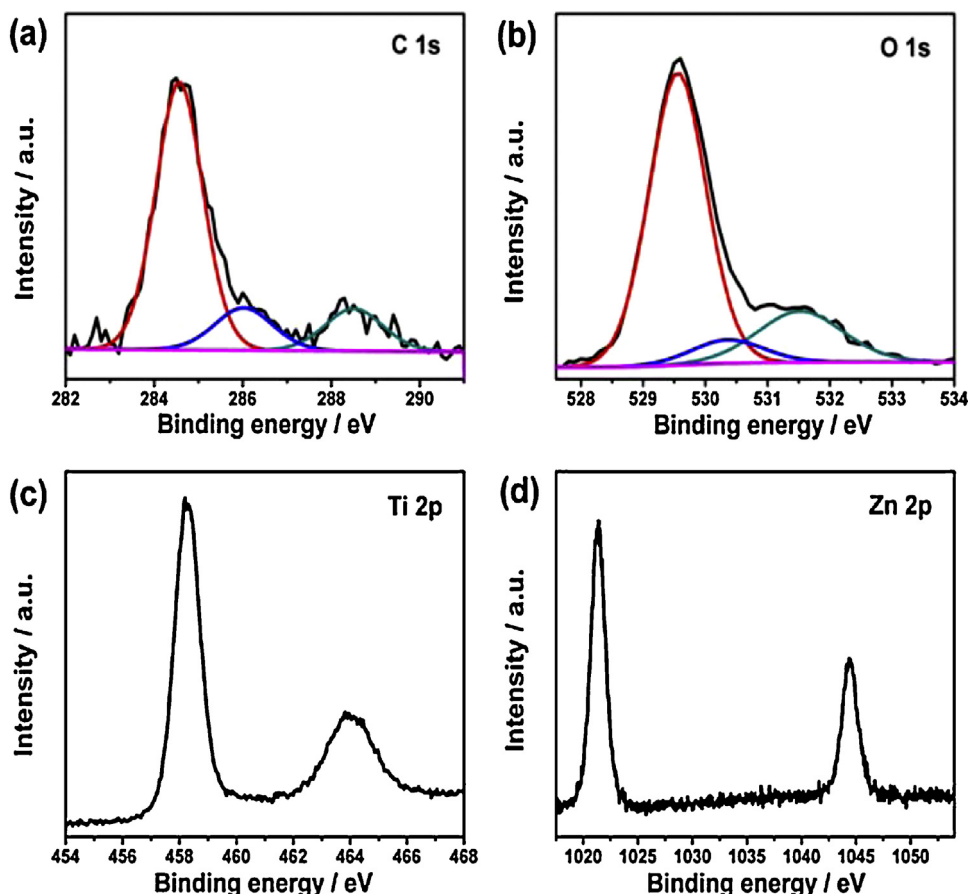 (a)
C 1s
Intensity / a.u.
282 284 286 288 290
Binding energy / eV
(b)
O 1s
Intensity / a.u.
528 529 530 531 532 533 534
Binding energy / eV
(c)
Ti 2p
Intensity / a.u.
454 456 458 460 462 464 466 468
Binding energy / eV
(d)
Zn 2p
Intensity / a.u.
1020 1025 1030 1035 1040 1045 1050
Binding energy / eV